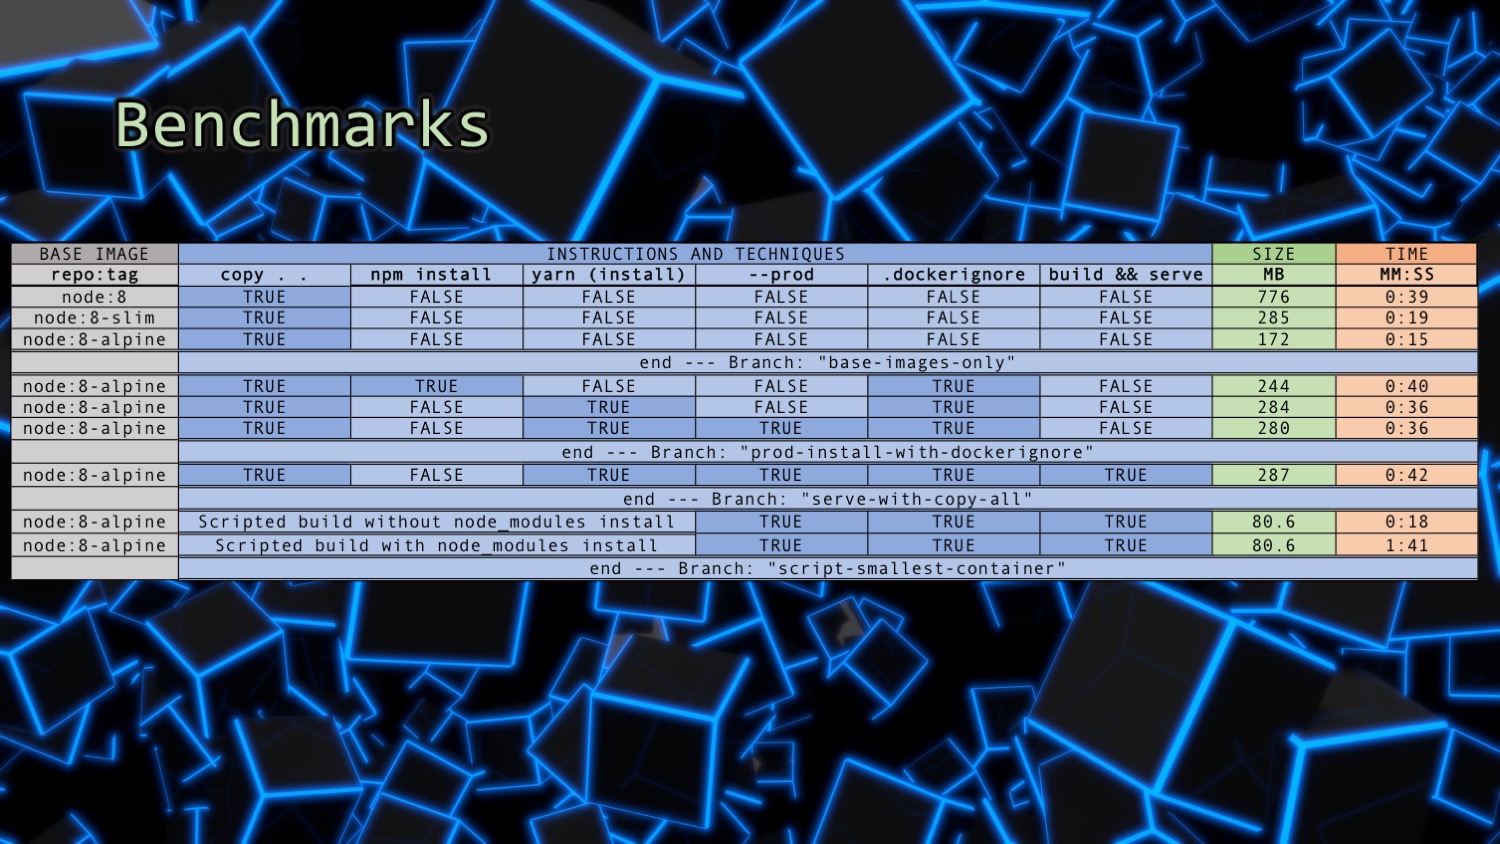 Benchmarks
BASE IMAGE INSTRUCTIONS AND TECHNIQUES SIZE TIME
repo:tag copy . . npm install yarn (install) --prod .dockerignore build && serve MB MM:SS
node:8 TRUE FALSE FALSE FALSE FALSE FALSE 776 0:39
node:8-slim TRUE FALSE FALSE FALSE FALSE FALSE 285 0:19
node:8-alpine TRUE FALSE FALSE FALSE FALSE FALSE 172 0:15
end --- Branch: "base-images-only"
node:8-alpine TRUE TRUE FALSE FALSE TRUE FALSE 244 0:40
node:8-alpine TRUE FALSE TRUE FALSE TRUE FALSE 284 0:36
node:8-alpine TRUE FALSE TRUE TRUE TRUE FALSE 280 0:36
end --- Branch: "prod-install-with-dockerignore"
node:8-alpine TRUE FALSE TRUE TRUE TRUE TRUE 287 0:42
end --- Branch: "serve-with-copy-all"
node:8-alpine Scripted build without node_modules install TRUE TRUE TRUE 80.6 0:18
node:8-alpine Scripted build with node_modules install TRUE TRUE TRUE 80.6 1:41
end --- Branch: "script-smallest-container"